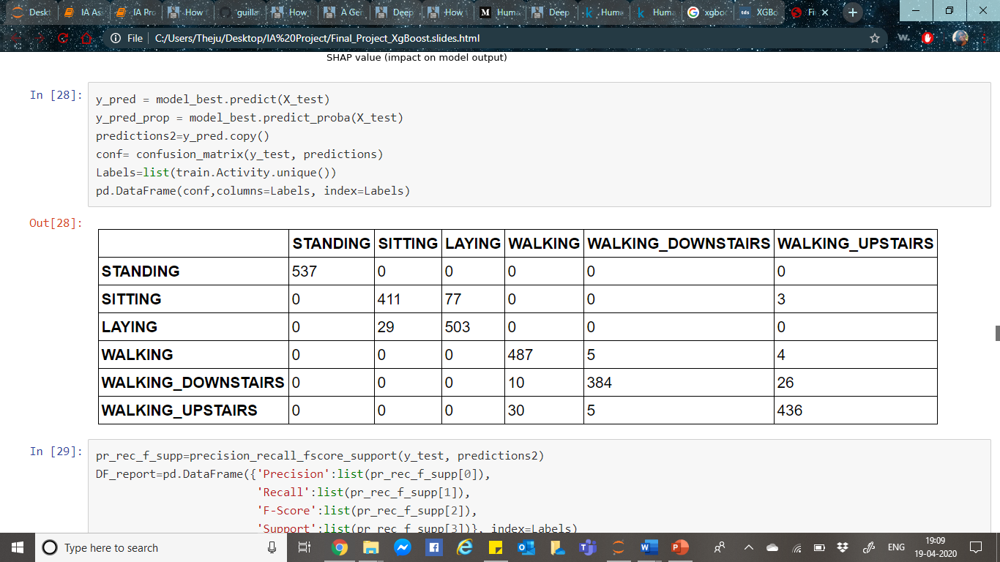 Deskt
IA As
IA Pro
How
guilla
How
A Ger
Deep
How
Huma
Deep
Hum
Huma
xgboo
tds
XGBo
Fi
File
C:/Users/Theju/Desktop/IA%20Project/Final_Project_XgBoost.slides.html
SHAP value (impact on model output)
In [28]:
y_pred = model_best.predict(X_test)
y_pred_prop = model_best.predict_proba(X_test)
predictions2=y_pred.copy()
conf= confusion_matrix(y_test, predictions)
Labels=list(train.Activity.unique())
pd.DataFrame(conf,columns=Labels, index=Labels)
Out[28]:
STANDING SITTING LAYING WALKING WALKING_DOWNSTAIRS WALKING_UPSTAIRS
STANDING 537 0 0 0 0 0
SITTING 0 411 77 0 0 3
LAYING 0 29 503 0 0 0
WALKING 0 0 0 487 5 4
WALKING_DOWNSTAIRS 0 0 0 10 384 26
WALKING_UPSTAIRS 0 0 0 30 5 436
In [29]:
pr_rec_f_supp=precision_recall_fscore_support(y_test, predictions2)
DF_report=pd.DataFrame({'Precision':list(pr_rec_f_supp[0]),
'Recall':list(pr_rec_f_supp[1]),
'F-Score':list(pr_rec_f_supp[2]),
'Support':list(pr_rec_f_supp[3])}, index=Labels)
Type here to search
ENG
19:09
19-04-2020